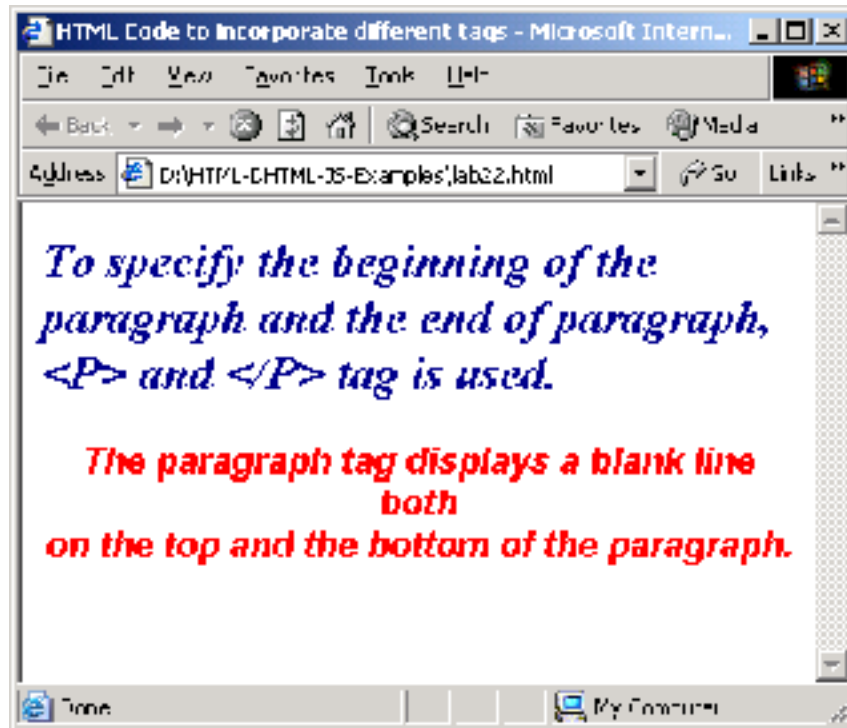 HTML Code to Incorporate different tags - Microsoft Intern...
File Edit View Favorites Tools Help
Back Search Favorites Media »
Address D:\HTML-DHTML-JS-Examples\lab22.html Go Links »
To specify the beginning of the
paragraph and the end of paragraph,
<P> and </P> tag is used.
The paragraph tag displays a blank line
both
on the top and the bottom of the paragraph.
Done My Computer